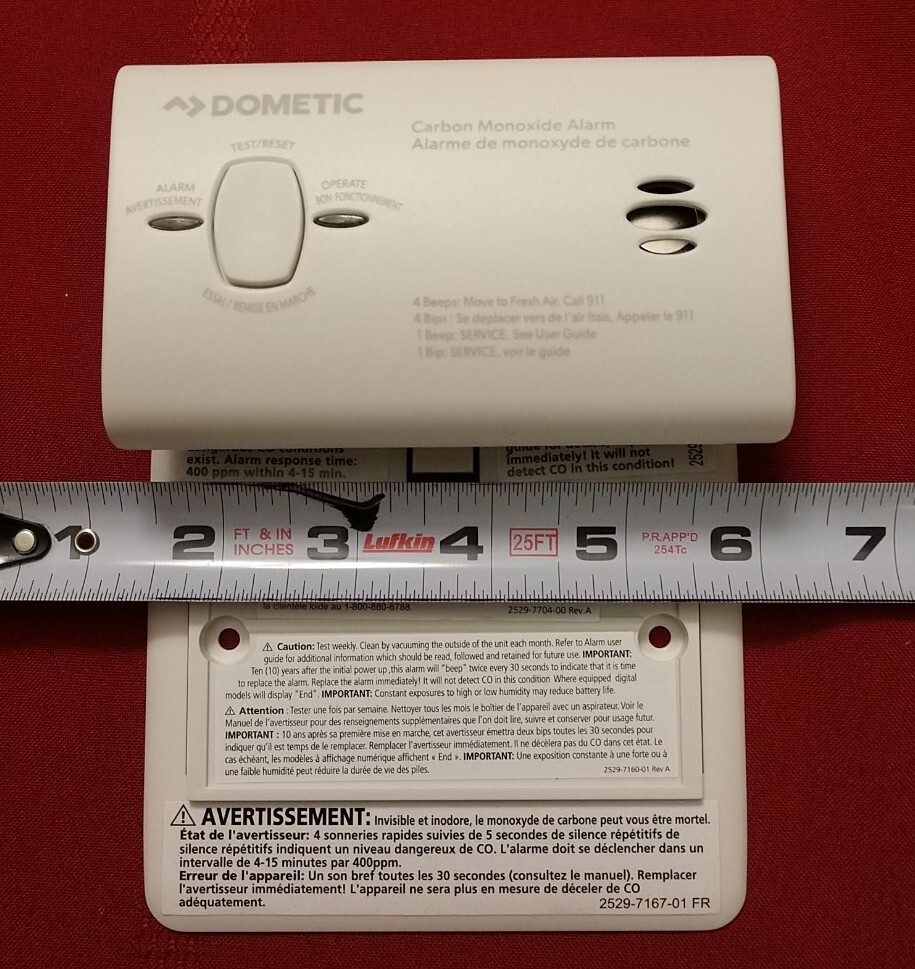 DOMETIC
Carbon Monoxide Alarm
Alarme de monoxyde de carbone
TEST/RESET
ALARM
AVERTISSEMENT
OPERATE
BON FONCTIONNEMENT
ESSAI / REMISE EN MARCHE
4 Beeps: Move to Fresh Air. Call 911
4 Bips : Se déplacer vers de l'air frais, Appeler le 911
1 Beep: SERVICE. See User Guide
1 Bip: SERVICE, voir le guide
exist. Alarm response time:
400 ppm within 4-15 min.
immediately! It will not
detect CO in this condition!
2529
1 2 FT & IN INCHES 3 Lufkin 4 25FT 5 P.R.APP'D 254Tc 6 7
la clientèle kidde au 1-800-880-6788.
2529-7704-00 Rev.A
⚠ Caution: Test weekly. Clean by vacuuming the outside of the unit each month. Refer to Alarm user
guide for additional information which should be read, followed and retained for future use. IMPORTANT:
Ten (10) years after the initial power up ,this alarm will "beep" twice every 30 seconds to indicate that it is time
to replace the alarm. Replace the alarm immediately! It will not detect CO in this condition Where equipped digital
models will display "End". IMPORTANT: Constant exposures to high or low humidity may reduce battery life.
⚠ Attention : Tester une fois par semaine. Nettoyer tous les mois le boîtier de l'appareil avec un aspirateur. Voir le
Manuel de l'avertisseur pour des renseignements supplémentaires que l'on doit lire, suivre et conserver pour usage futur.
IMPORTANT : 10 ans après sa première mise en marche, cet avertisseur émettra deux bips toutes les 30 secondes pour
indiquer qu'il est temps de le remplacer. Remplacer l'avertisseur immédiatement. Il ne décèlera pas du CO dans cet état. Le
cas échéant, les modèles à affichage numérique affichent « End ». IMPORTANT: Une exposition constante à une forte ou à
une faible humidité peut réduire la durée de vie des piles.
2529-7160-01 Rev A
⚠ AVERTISSEMENT: Invisible et inodore, le monoxyde de carbone peut vous être mortel.
État de l'avertisseur: 4 sonneries rapides suivies de 5 secondes de silence répétitifs de
silence répétitifs indiquent un niveau dangereux de CO. L'alarme doit se déclencher dans un
intervalle de 4-15 minutes par 400ppm.
Erreur de l'appareil: Un son bref toutes les 30 secondes (consultez le manuel). Remplacer
l'avertisseur immédiatement! L'appareil ne sera plus en mesure de déceler de CO
adéquatement.
2529-7167-01 FR